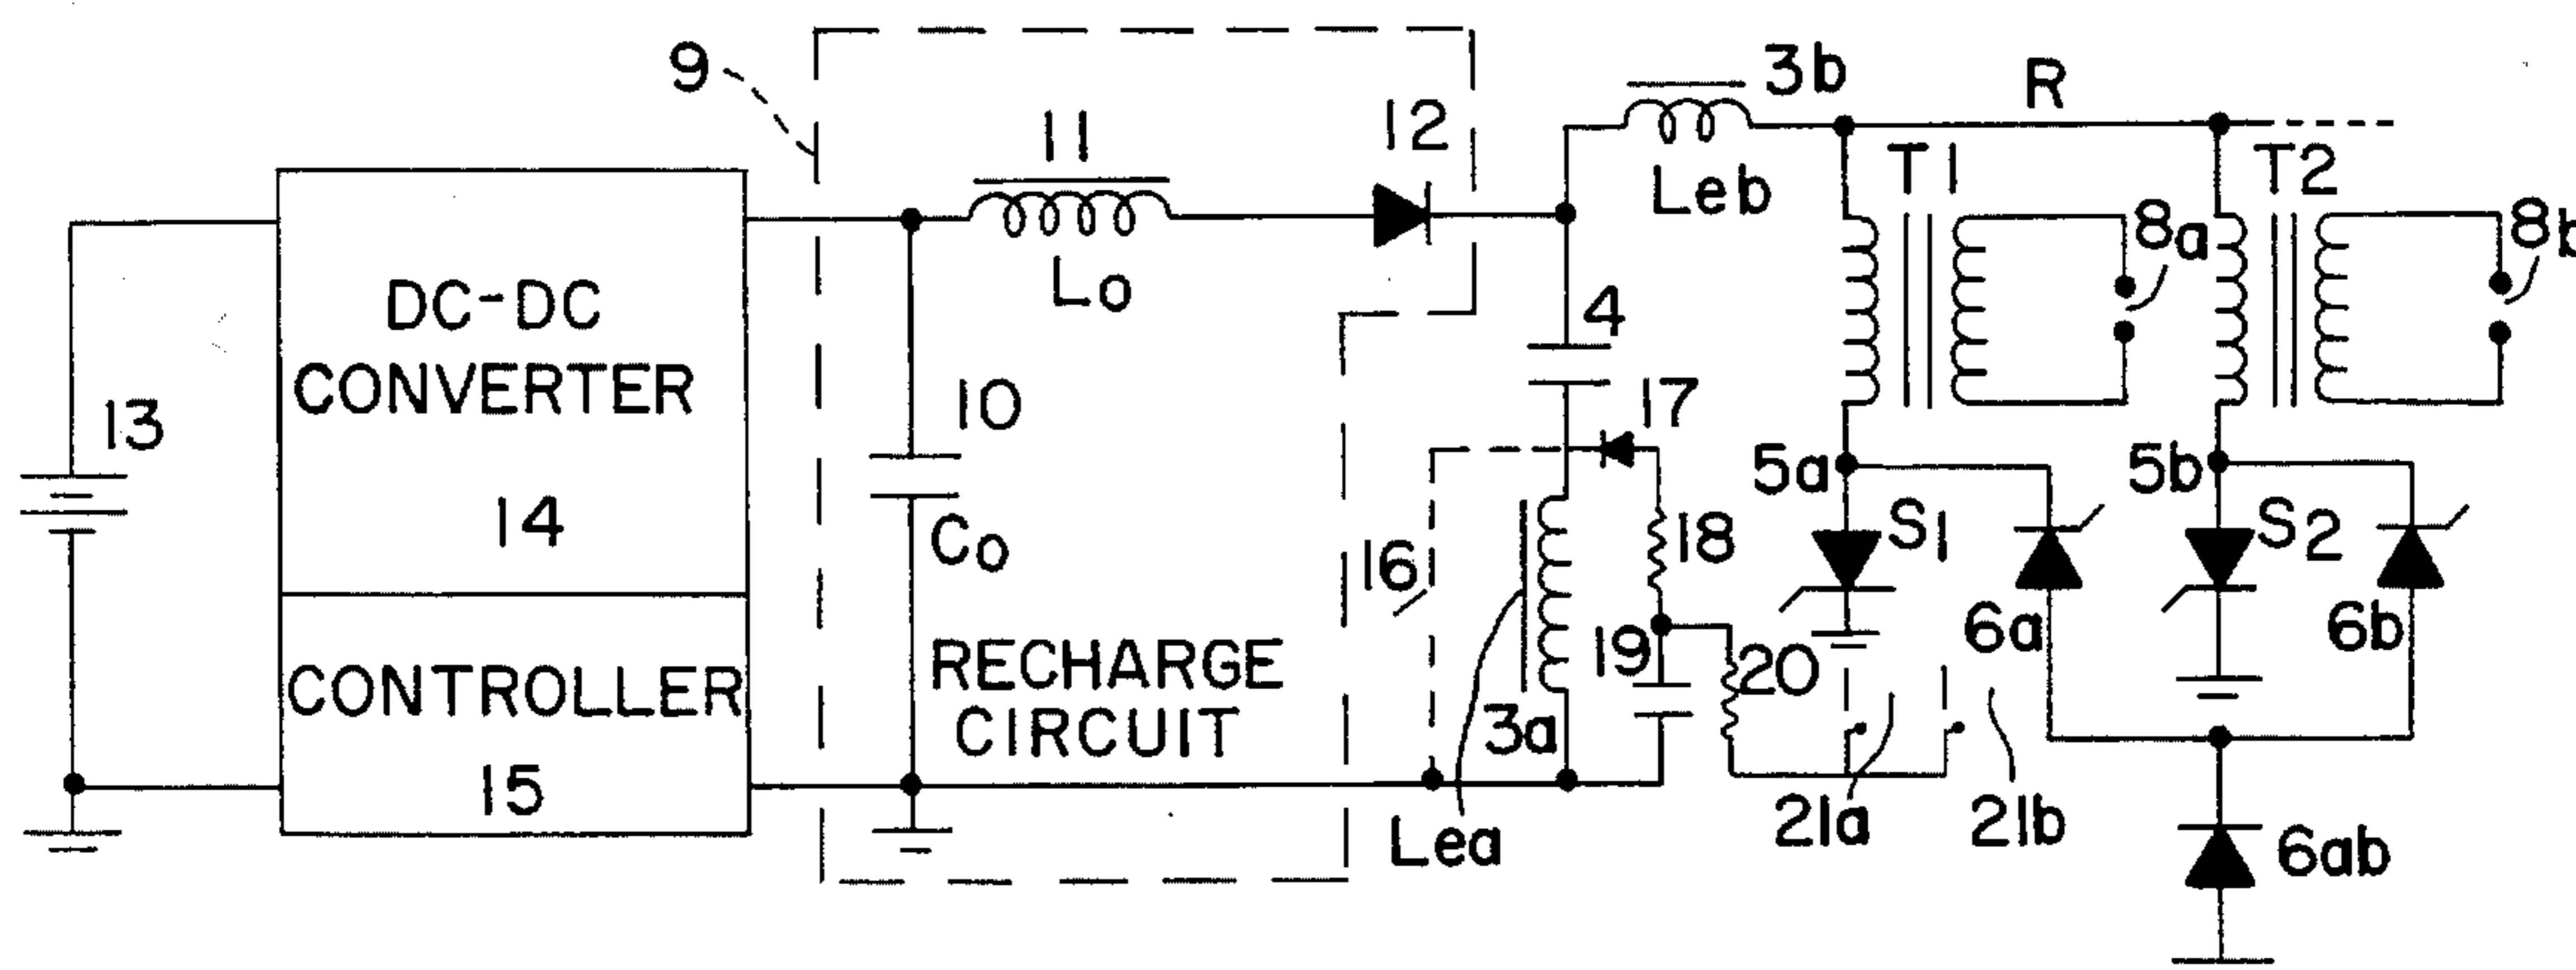 9
11
Lo
12
3b
Leb
R
T1
T2
8a
8b
13
DC-DC
CONVERTER
14
CONTROLLER
15
10
Co
RECHARGE
CIRCUIT
4
17
16
18
19
20
3a
Lea
5a
S1
6a
5b
S2
6b
21a
21b
6ab